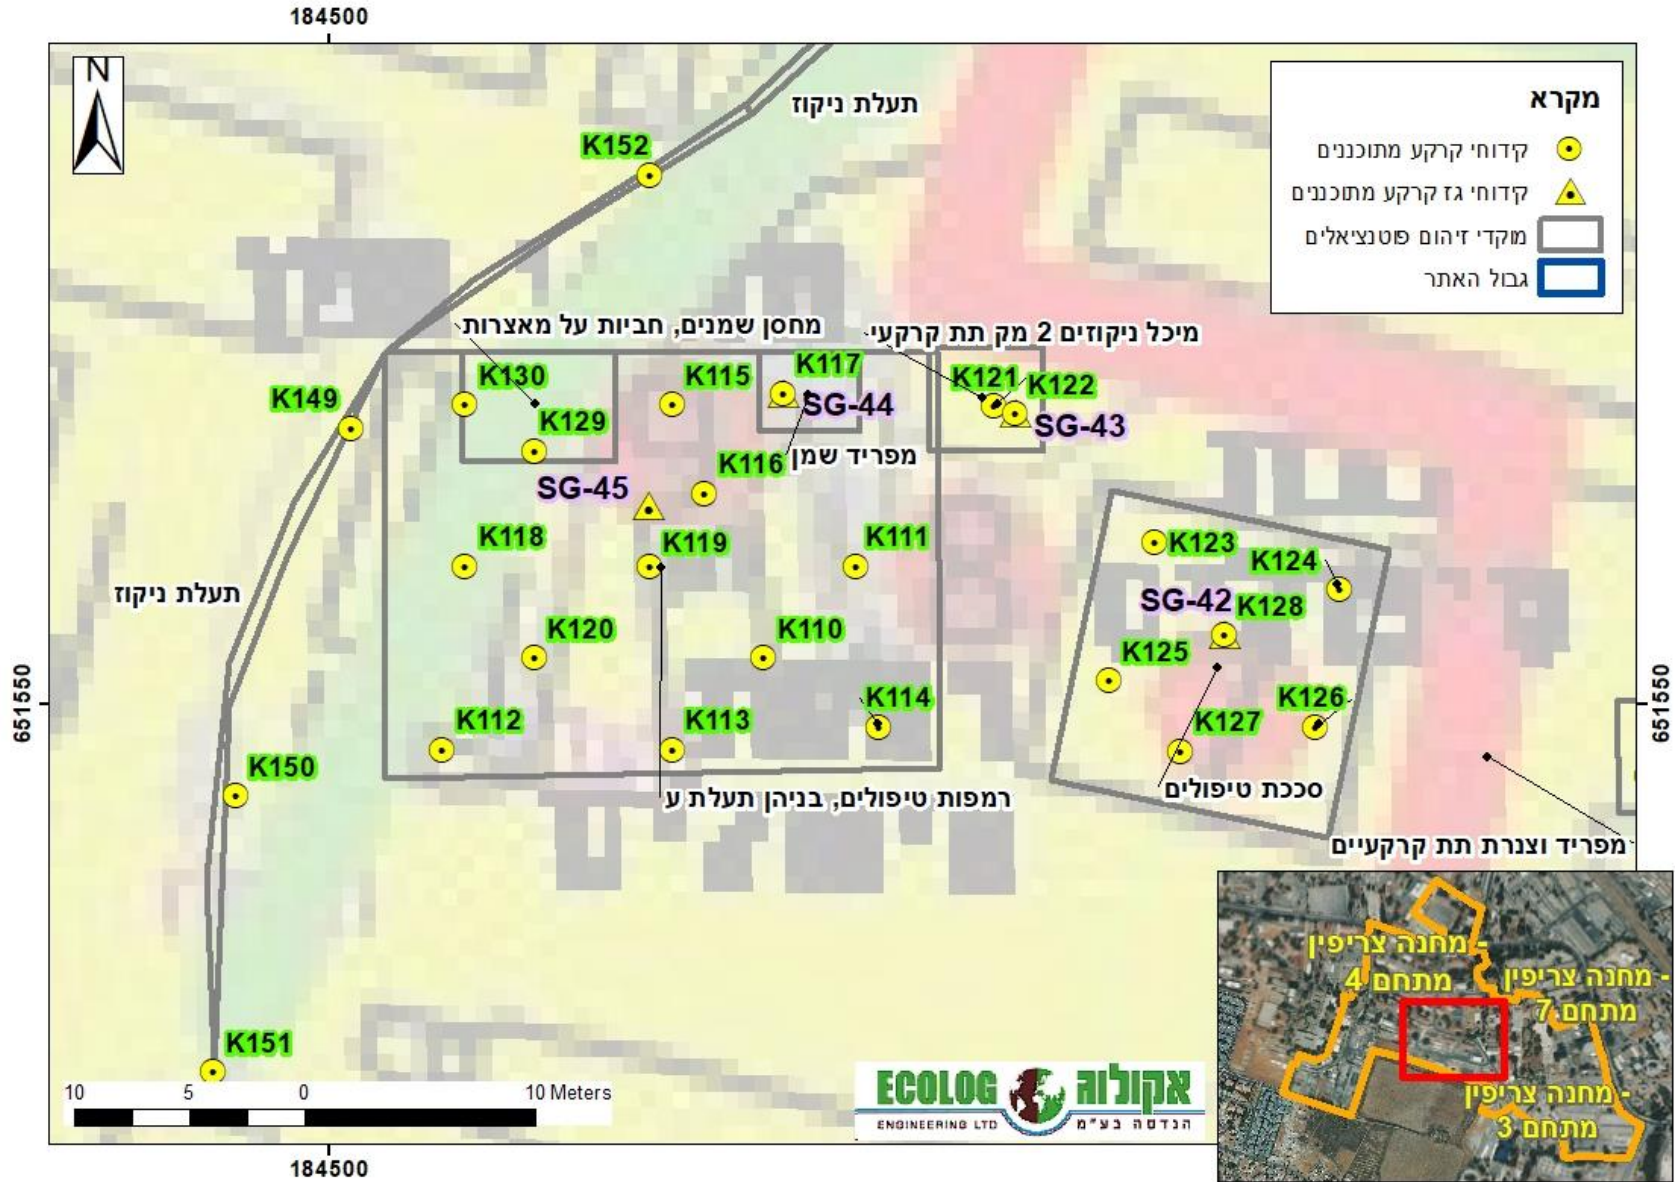 184500
N
תעלת ניקוז
מקרא
קידוחי קרקע מתוכננים
קידוחי גז קרקע מתוכננים
מוקדי זיהום פוטנציאלים
גבול האתר
K152
מחסן שמנים, חביות על מאצרות
מיכל ניקוזים 2 מק תת קרקעי
K130
K115
K117
K121
K122
K149
K129
SG-44
SG-43
מפריד שמן
K116
SG-45
K118
K119
K111
K123
K124
תעלת ניקוז
SG-42
K128
K120
K110
K125
651550
651550
K112
K113
K114
K127
K126
K150
רמפות טיפולים, בניהן תעלת ע
סככת טיפולים
מפריד וצנרת תת קרקעיים
K151
10 5 0 10 Meters
ECOLOG אקולוג
ENGINEERING LTD הנדסה בע"מ
מחנה צריפין -
מתחם 4
מחנה צריפין -
מתחם 7
מחנה צריפין -
מתחם 3
184500